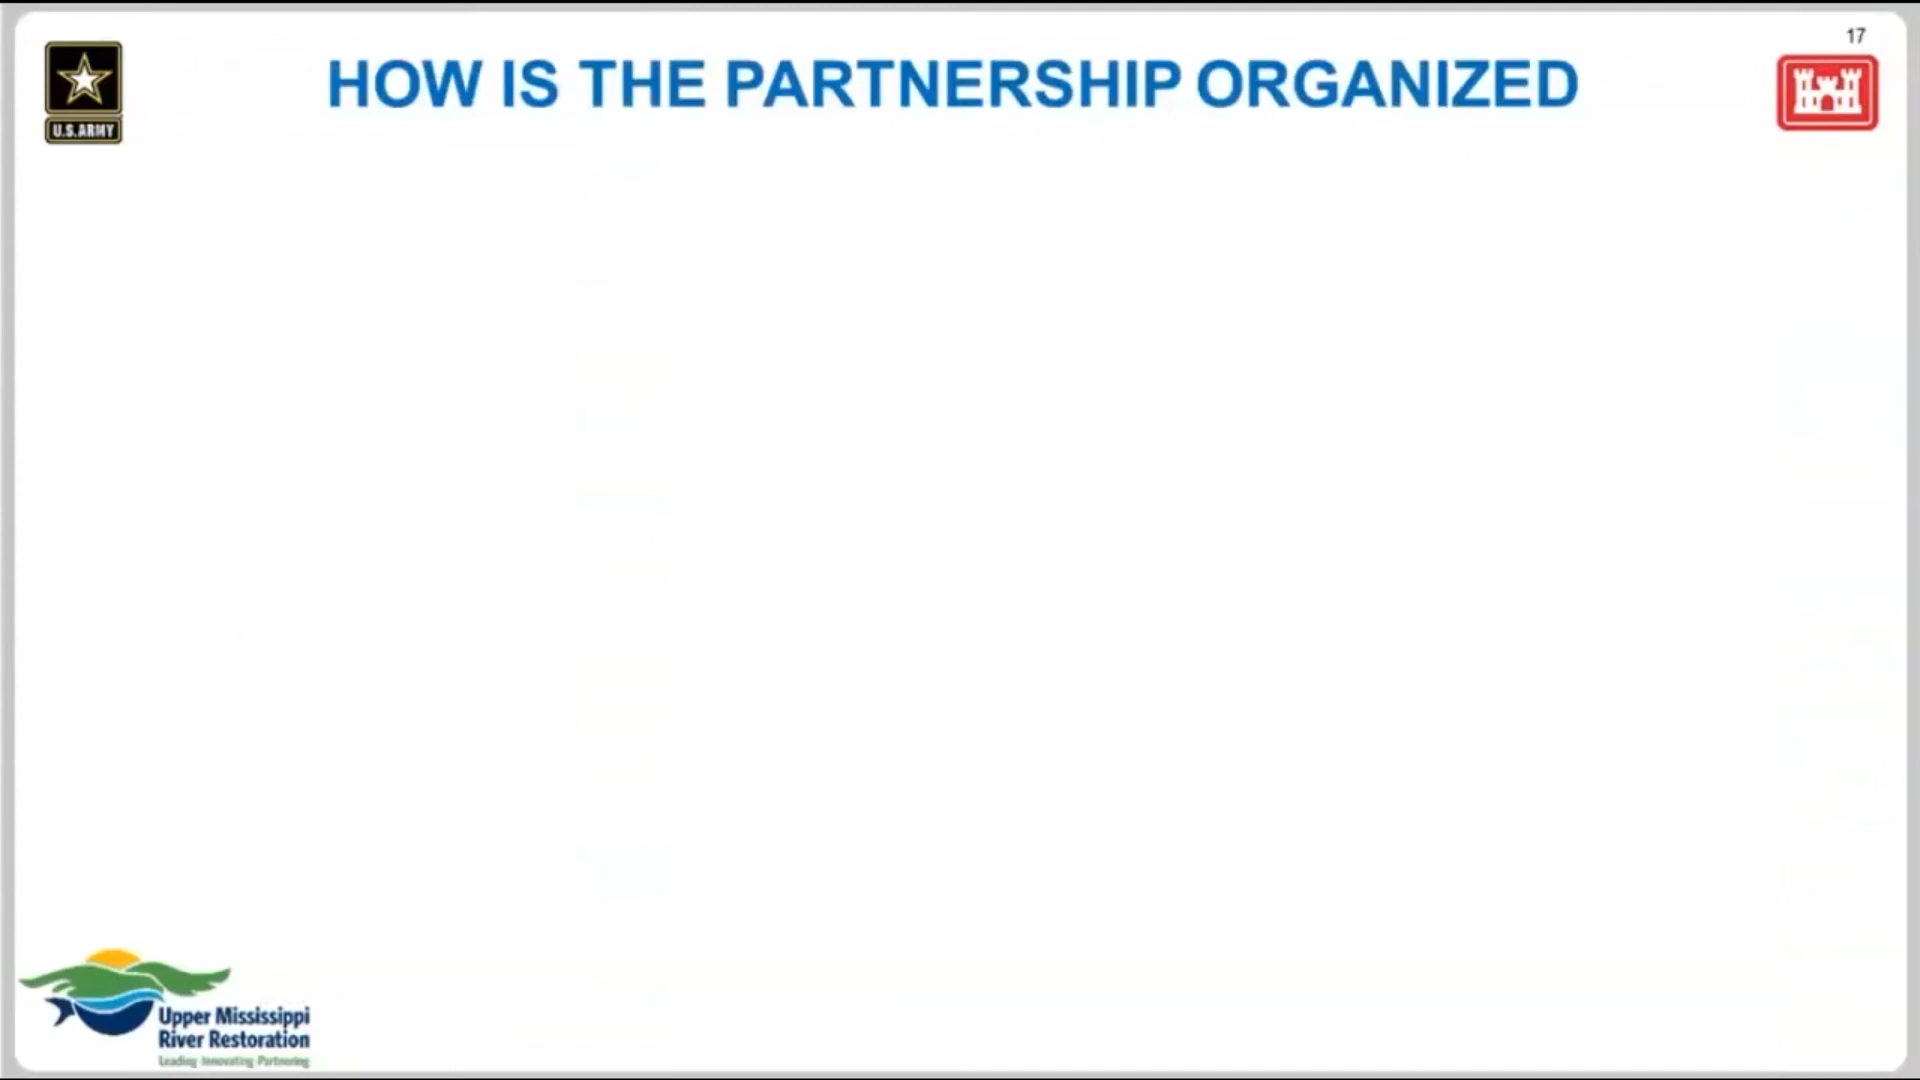 17
HOW IS THE PARTNERSHIP ORGANIZED
U.S.ARMY
Upper Mississippi
River Restoration
Leading Innovating Partnering